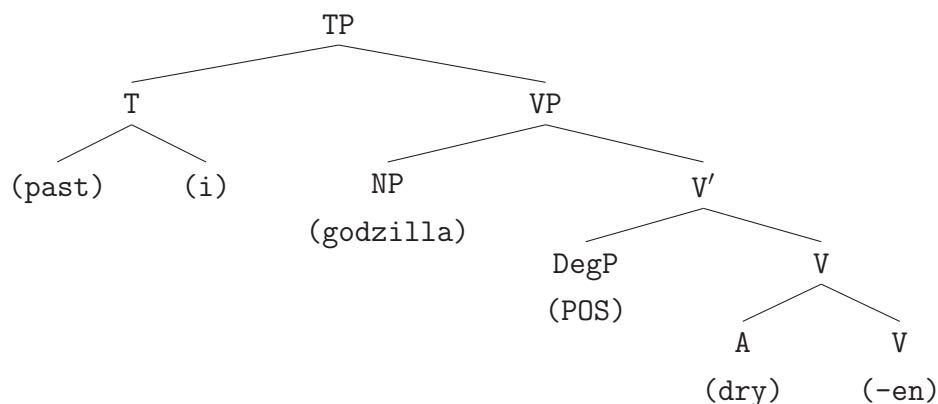 TP
T VP
(past) (i) NP V′
(godzilla)
DegP V
(POS)
A V
(dry) (-en)